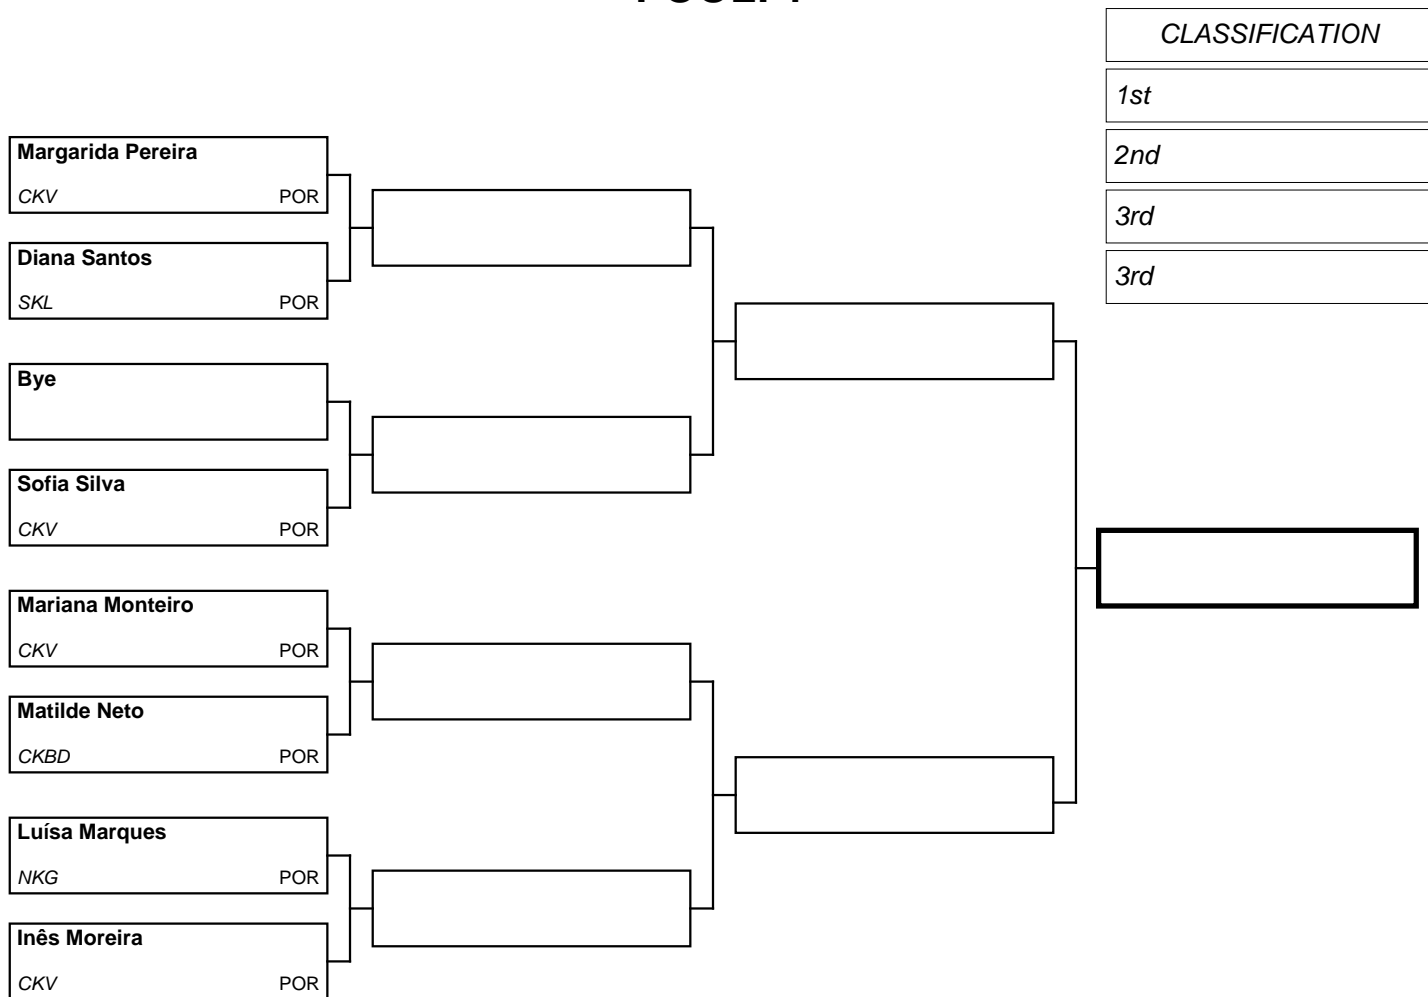 CLASSIFICATION
1st
2nd
3rd
3rd
Margarida Pereira
CKV POR
Diana Santos
SKL POR
Bye
Sofia Silva
CKV POR
Mariana Monteiro
CKV POR
Matilde Neto
CKBD POR
Luísa Marques
NKG POR
Inês Moreira
CKV POR